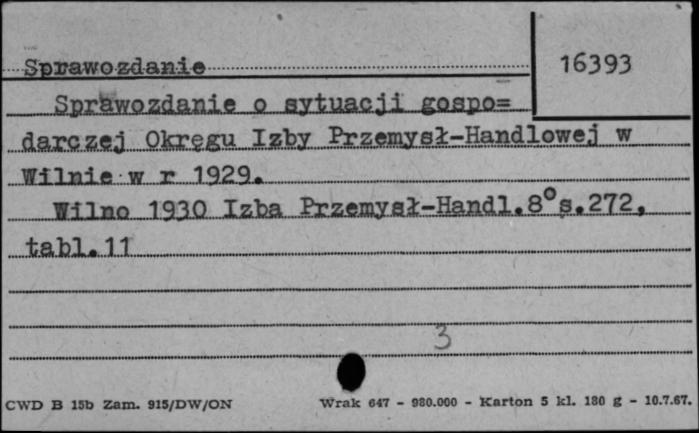 Sprawozdanie
16393
Sprawozdanie o sytuacji gospo=
darczej Okręgu Izby Przemysł-Handlowej w
Wilnie w r 1929.
Wilno 1930 Izba Przemysł-Handl.8° s.272,
tabl.11
3
CWD B 15b Zam. 915/DW/ON Wrak 647 - 980.000 - Karton 5 kl. 180 g - 10.7.67.